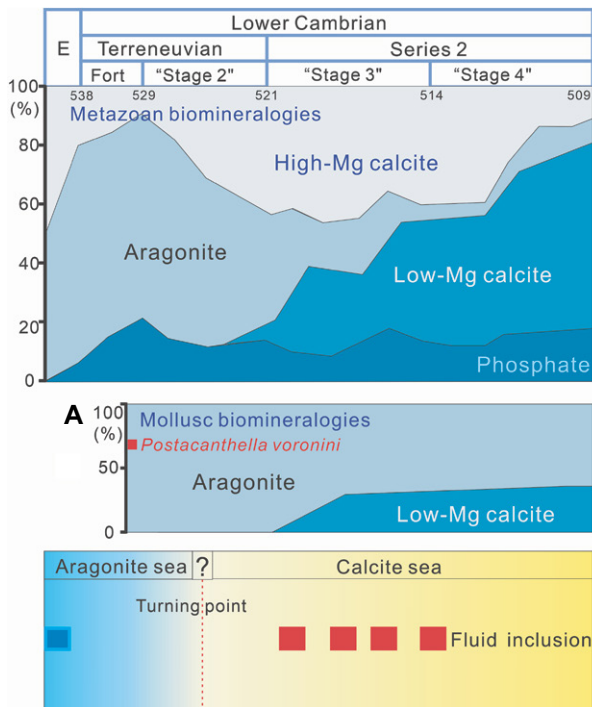 Lower Cambrian
E
Terreneuvian Series 2
Fort "Stage 2" "Stage 3" "Stage 4"
100
(%)
538 529 521 514 509
Metazoan biomineralogies
80
High-Mg calcite
60
Aragonite
40
Low-Mg calcite
20
Phosphate
0
A
100
(%)
Mollusc biomineralogies
Postacanthella voronini
50
Aragonite
Low-Mg calcite
0
Aragonite sea ? Calcite sea
Turning point
Fluid inclusion